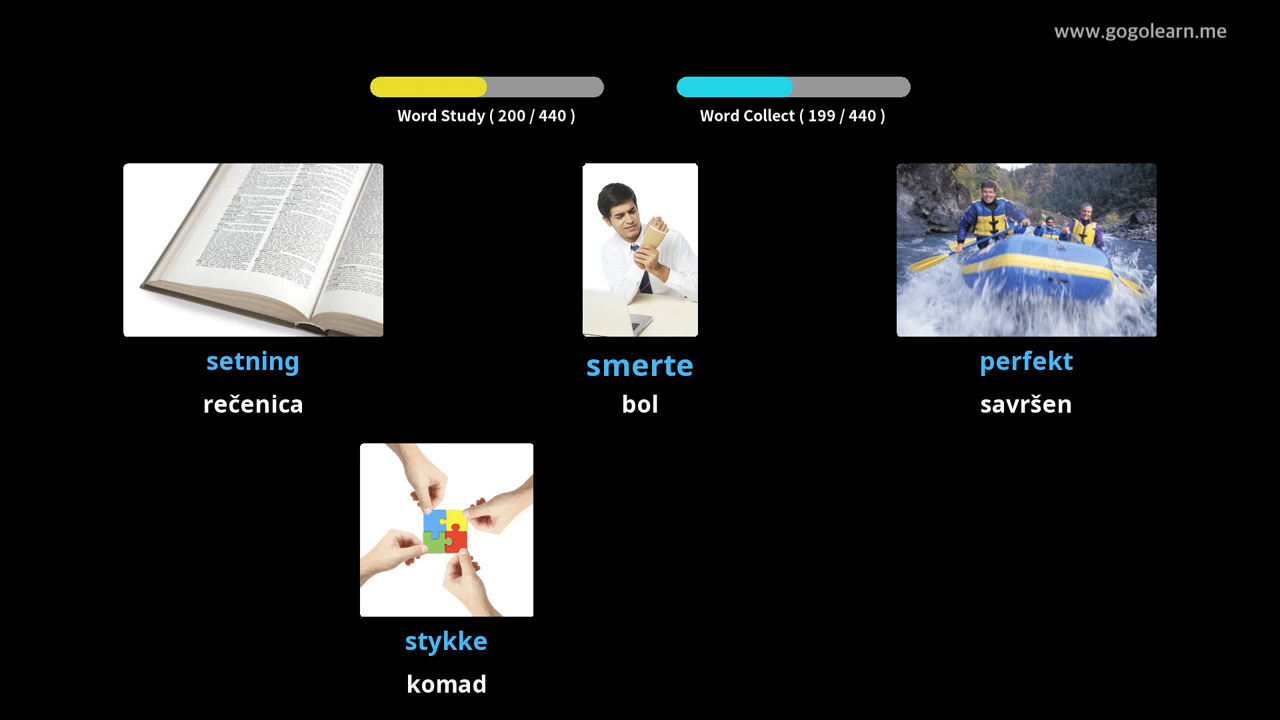 www.gogolearn.me
Word Study ( 200 / 440 )
Word Collect ( 199 / 440 )
setning
rečenica
smerte
bol
perfekt
savršen
stykke
komad